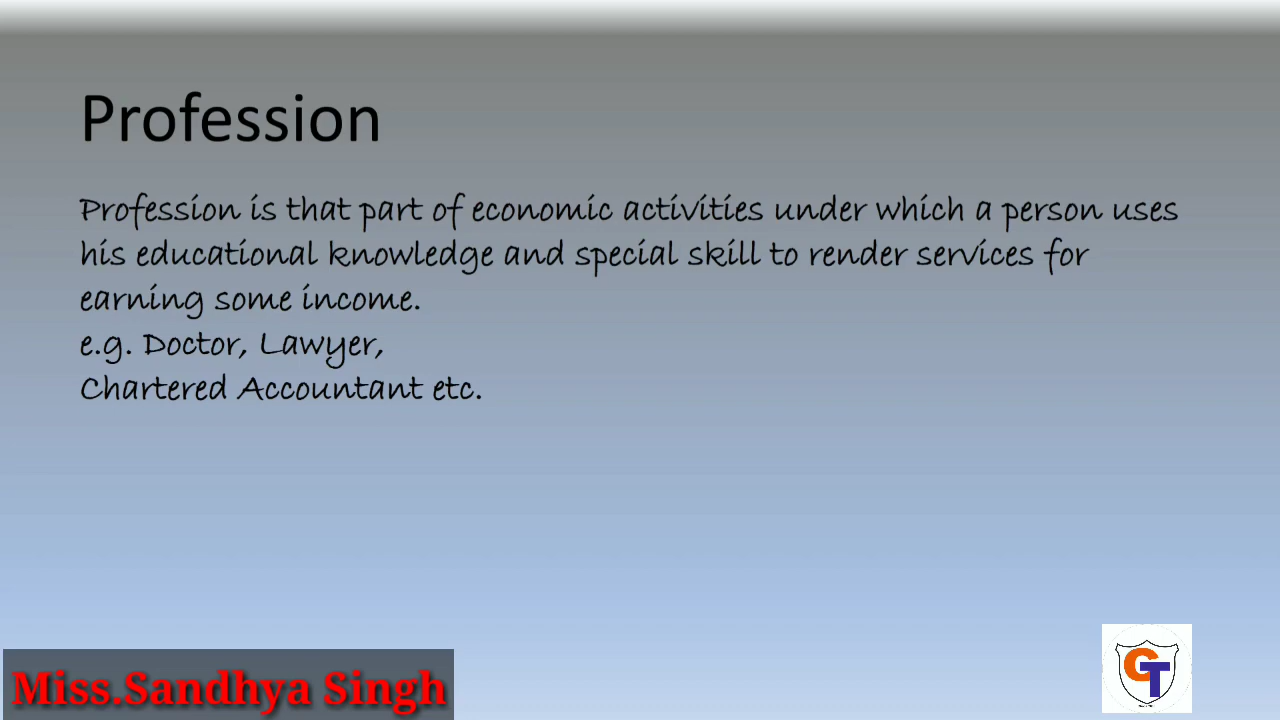 Profession
Profession is that part of economic activities under which a person uses
his educational knowledge and special skill to render services for
earning some income.
e.g. Doctor, Lawyer,
Chartered Accountant etc.
Miss.Sandhya Singh
GT